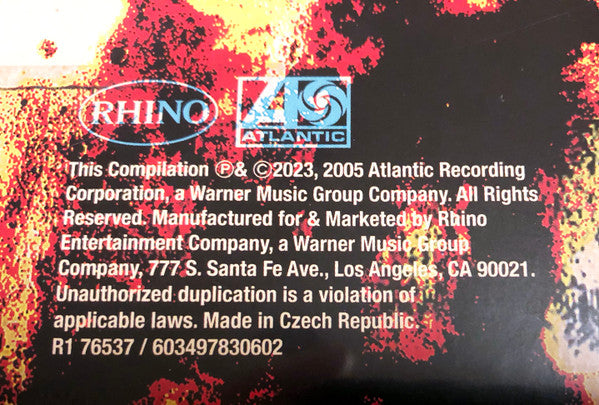 RHINO
ATLANTIC
This Compilation ℗& ©2023, 2005 Atlantic Recording
Corporation, a Warner Music Group Company. All Rights
Reserved. Manufactured for & Marketed by Rhino
Entertainment Company, a Warner Music Group
Company, 777 S. Santa Fe Ave., Los Angeles, CA 90021.
Unauthorized duplication is a violation of
applicable laws. Made in Czech Republic.
R1 76537 / 603497830602